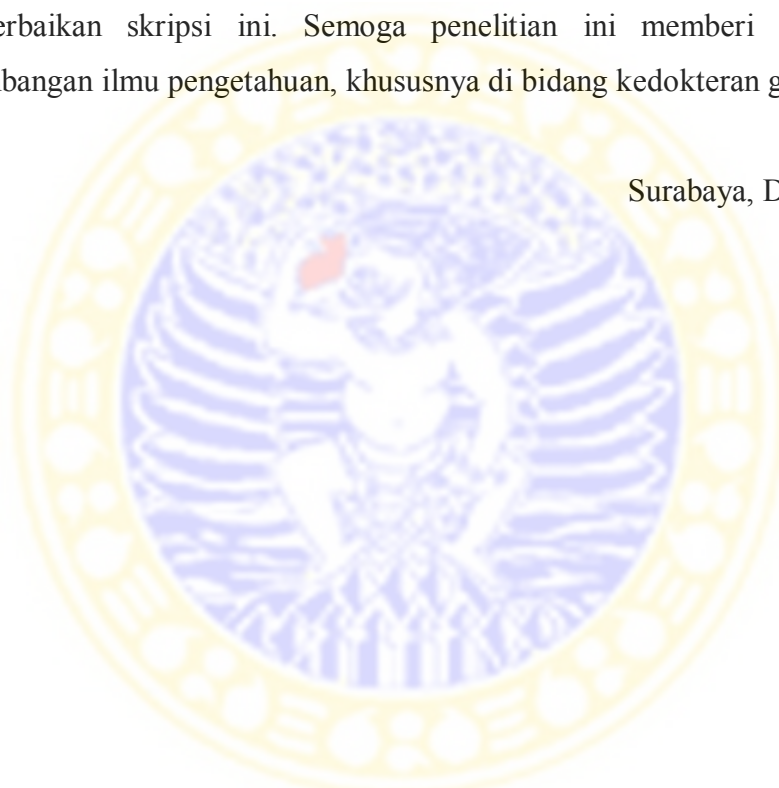 erbaikan skripsi ini. Semoga penelitian ini memberi
bangan ilmu pengetahuan, khususnya di bidang kedokteran g
Surabaya, D